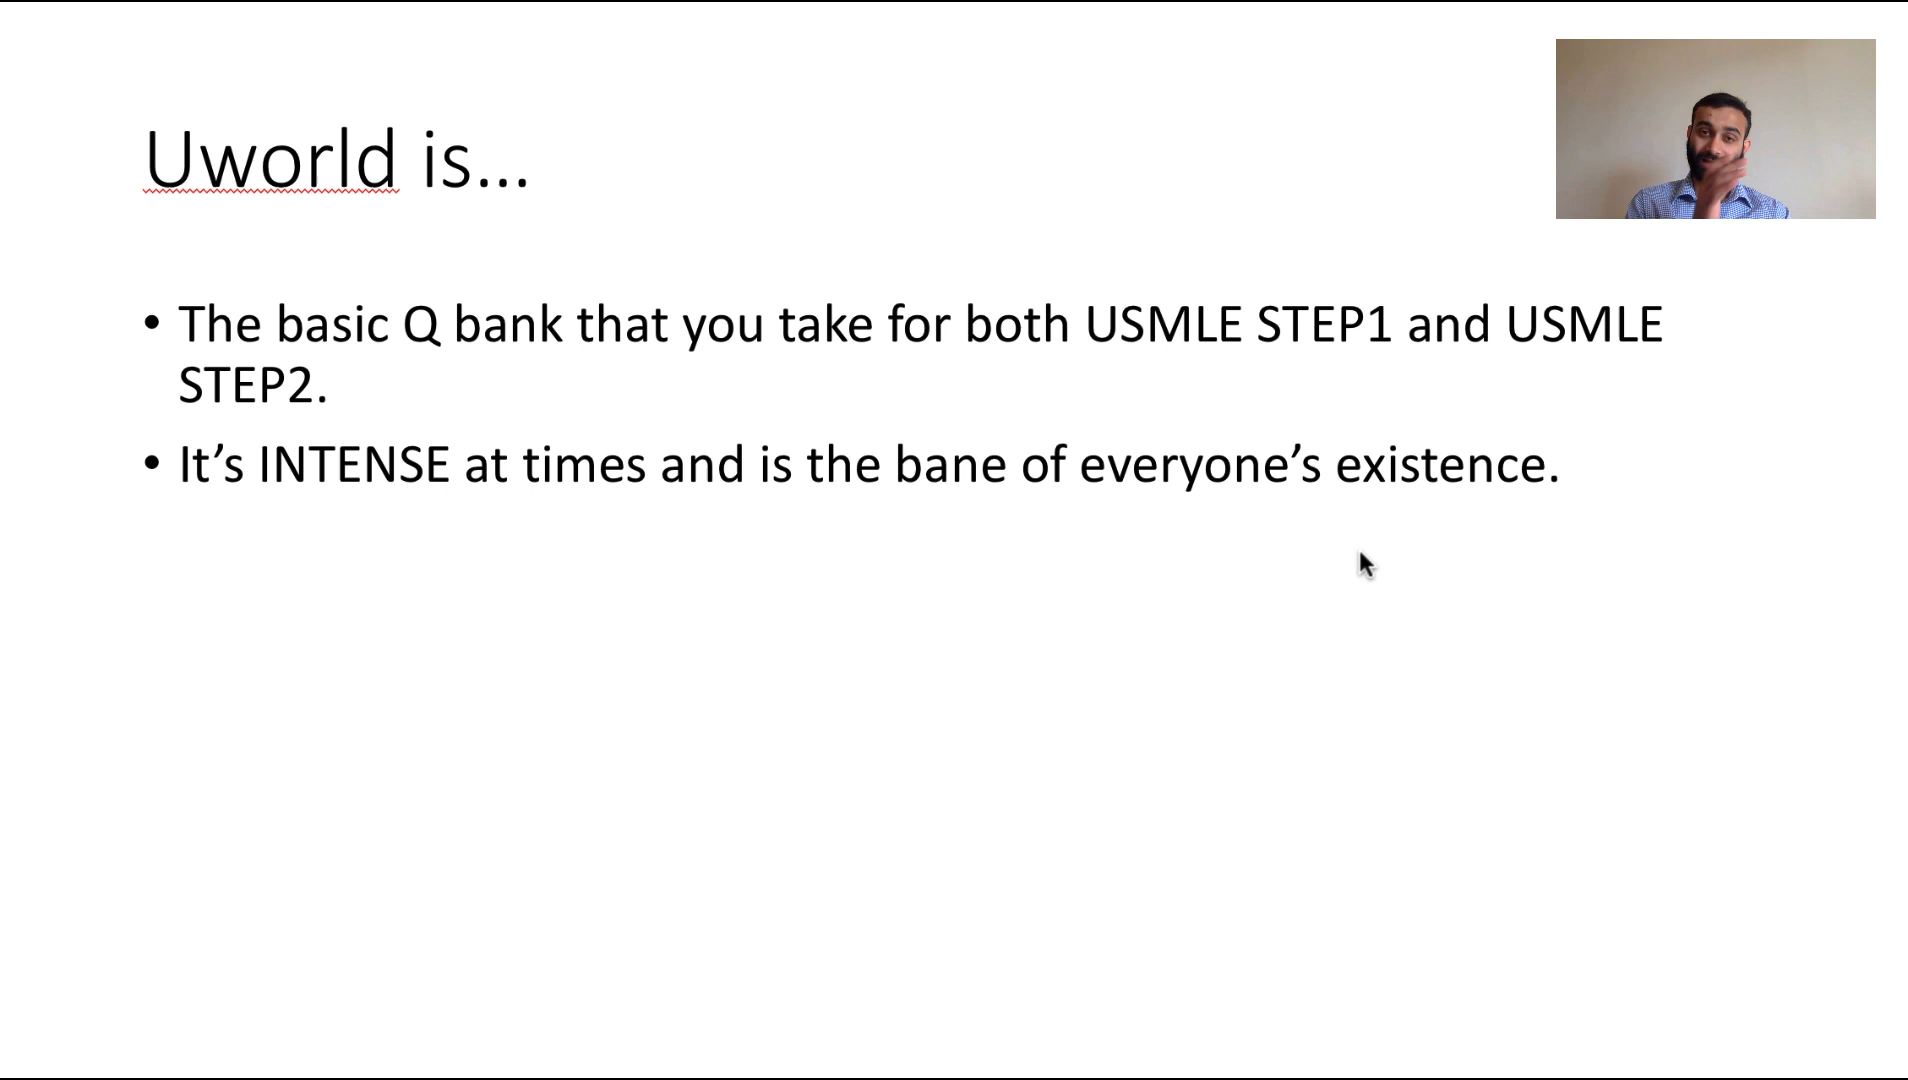 Uworld is…
• The basic Q bank that you take for both USMLE STEP1 and USMLE
STEP2.
• It’s INTENSE at times and is the bane of everyone’s existence.